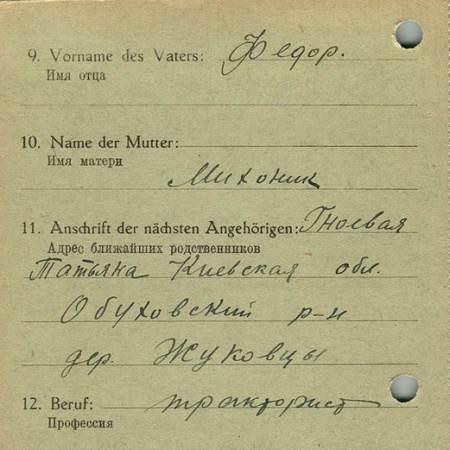 9. Vorname des Vaters: Федор.
Имя отца
10. Name der Mutter:
Имя матери
Михоник
11. Anschrift der nächsten Angehörigen: Гноевая
Адрес ближайших родственников
Татьяна Киевская обл.
Обуховский р-н
дер. Жуковцы
12. Beruf: тракторист
Профессия